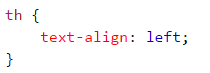 th {
    text-align: left;
}